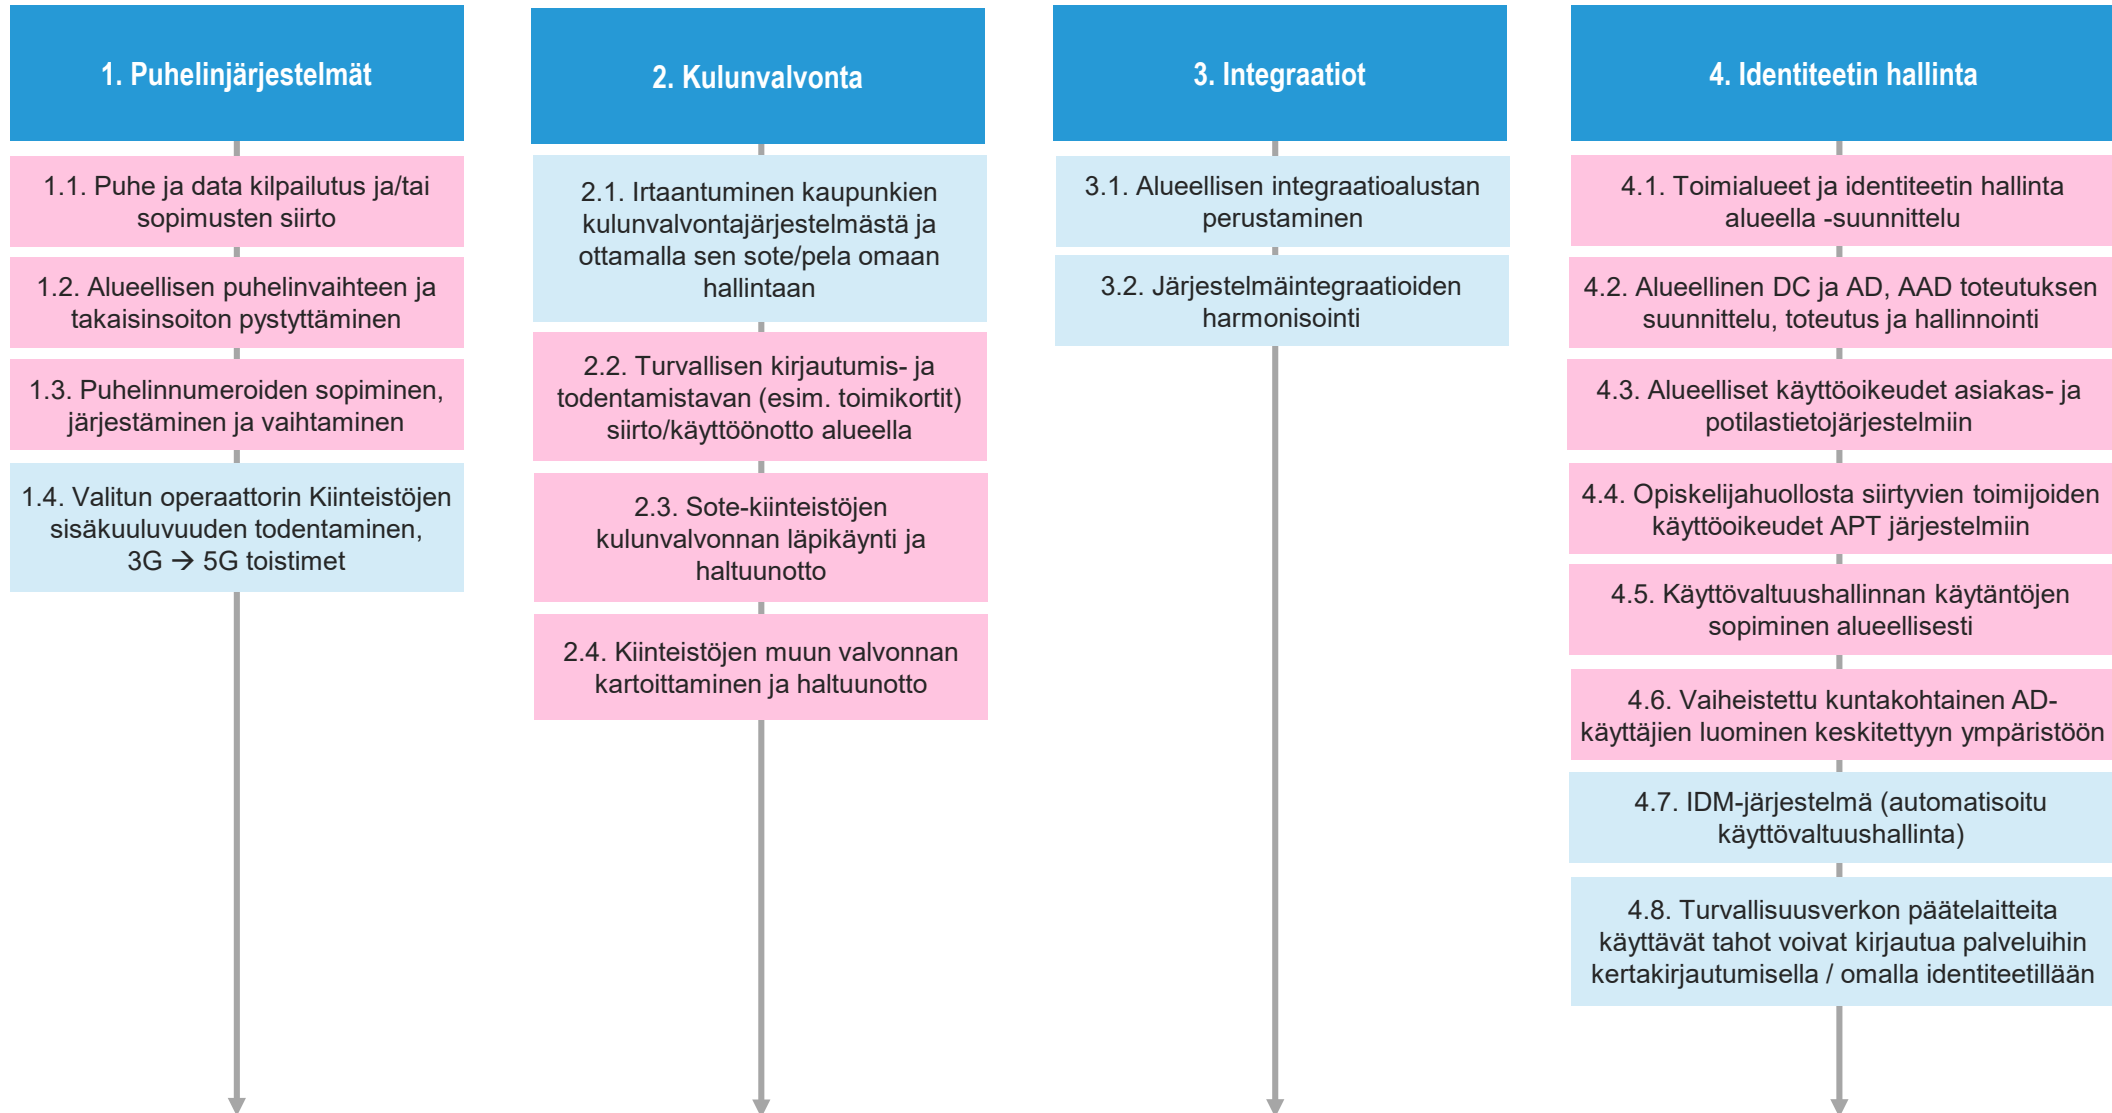 1. Puhelinjärjestelmät
1.1. Puhe ja data kilpailutus ja/tai
sopimusten siirto
1.2. Alueellisen puhelinvaihteen ja
takaisinsoiton pystyttäminen
1.3. Puhelinnumeroiden sopiminen,
järjestäminen ja vaihtaminen
1.4. Valitun operaattorin Kiinteistöjen
sisäkuuluvuuden todentaminen,
3G → 5G toistimet
2. Kulunvalvonta
2.1. Irtaantuminen kaupunkien
kulunvalvontajärjestelmästä ja
ottamalla sen sote/pela omaan
hallintaan
2.2. Turvallisen kirjautumis- ja
todentamistavan (esim. toimikortit)
siirto/käyttöönotto alueella
2.3. Sote-kiinteistöjen
kulunvalvonnan läpikäynti ja
haltuunotto
2.4. Kiinteistöjen muun valvonnan
kartoittaminen ja haltuunotto
3. Integraatiot
3.1. Alueellisen integraatioalustan
perustaminen
3.2. Järjestelmäintegraatioiden
harmonisointi
4. Identiteetin hallinta
4.1. Toimialueet ja identiteetin hallinta
alueella -suunnittelu
4.2. Alueellinen DC ja AD, AAD toteutuksen
suunnittelu, toteutus ja hallinnointi
4.3. Alueelliset käyttöoikeudet asiakas- ja
potilastietojärjestelmiin
4.4. Opiskelijahuollosta siirtyvien toimijoiden
käyttöoikeudet APT järjestelmiin
4.5. Käyttövaltuushallinnan käytäntöjen
sopiminen alueellisesti
4.6. Vaiheistettu kuntakohtainen AD-
käyttäjien luominen keskitettyyn ympäristöön
4.7. IDM-järjestelmä (automatisoitu
käyttövaltuushallinta)
4.8. Turvallisuusverkon päätelaitteita
käyttävät tahot voivat kirjautua palveluihin
kertakirjautumisella / omalla identiteetillään